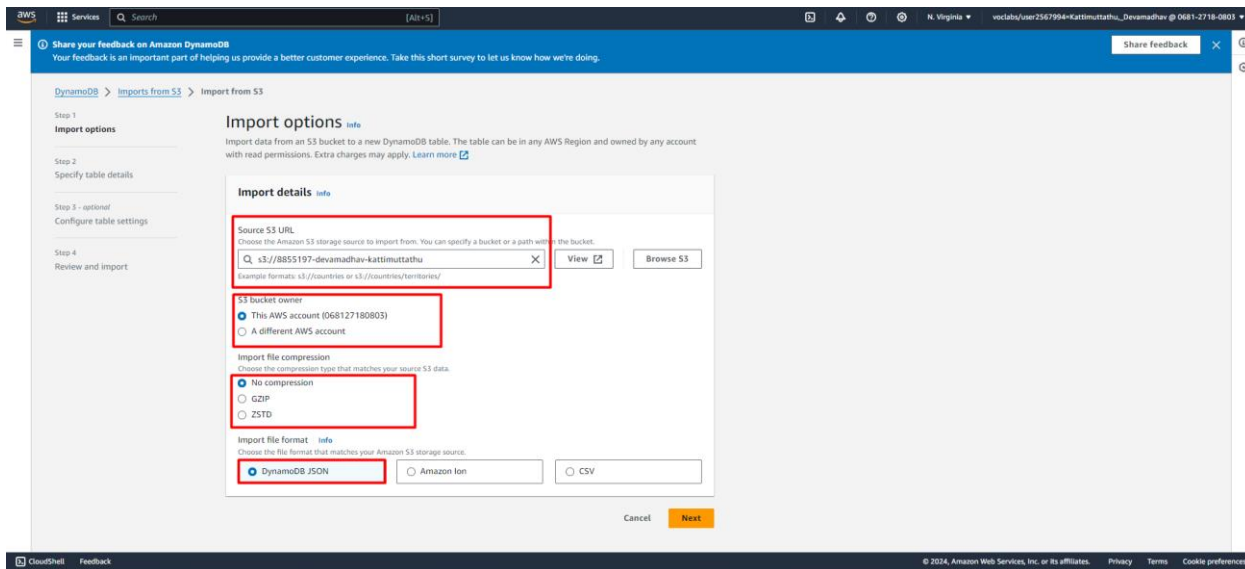 aws
Services
Search
[Alt+S]
N. Virginia
voclabs/user2567994=Kattimuttathu,_Devamadhav @ 0681-2718-0803
Share your feedback on Amazon DynamoDB
Your feedback is an important part of helping us provide a better customer experience. Take this short survey to let us know how we're doing.
Share feedback
DynamoDB > Imports from S3 > Import from S3
Step 1
Import options
Step 2
Specify table details
Step 3 - optional
Configure table settings
Step 4
Review and import
Import options Info
Import data from an S3 bucket to a new DynamoDB table. The table can be in any AWS Region and owned by any account
with read permissions. Extra charges may apply. Learn more
Import details Info
Source S3 URL
Choose the Amazon S3 storage source to import from. You can specify a bucket or a path within the bucket.
s3://8855197-devamadhav-kattimuttathu
View
Browse S3
Example formats: s3://countries or s3://countries/territories/
S3 bucket owner
This AWS account (068127180803)
A different AWS account
Import file compression
Choose the compression type that matches your source S3 data.
No compression
GZIP
ZSTD
Import file format Info
Choose the file format that matches your Amazon S3 storage source.
DynamoDB JSON
Amazon Ion
CSV
Cancel
Next
CloudShell
Feedback
© 2024, Amazon Web Services, Inc. or its affiliates.
Privacy
Terms
Cookie preferences